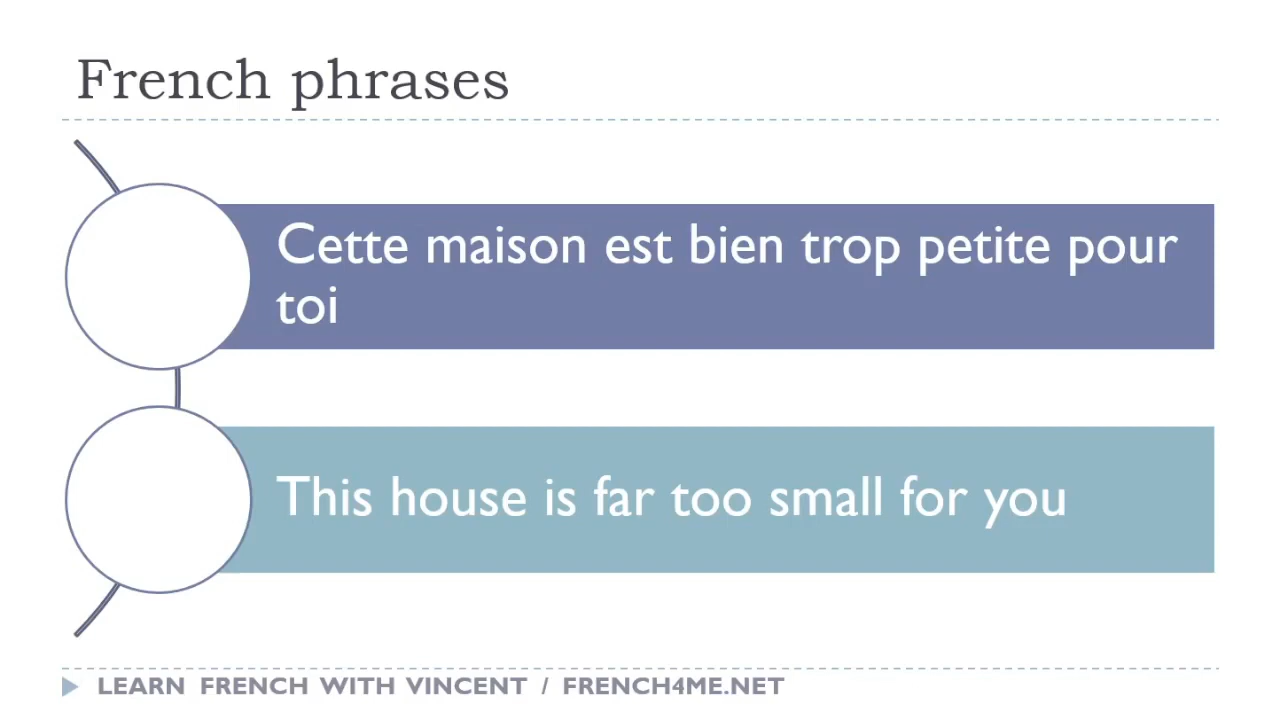 French phrases
Cette maison est bien trop petite pour
toi
This house is far too small for you
LEARN FRENCH WITH VINCENT / FRENCH4ME.NET